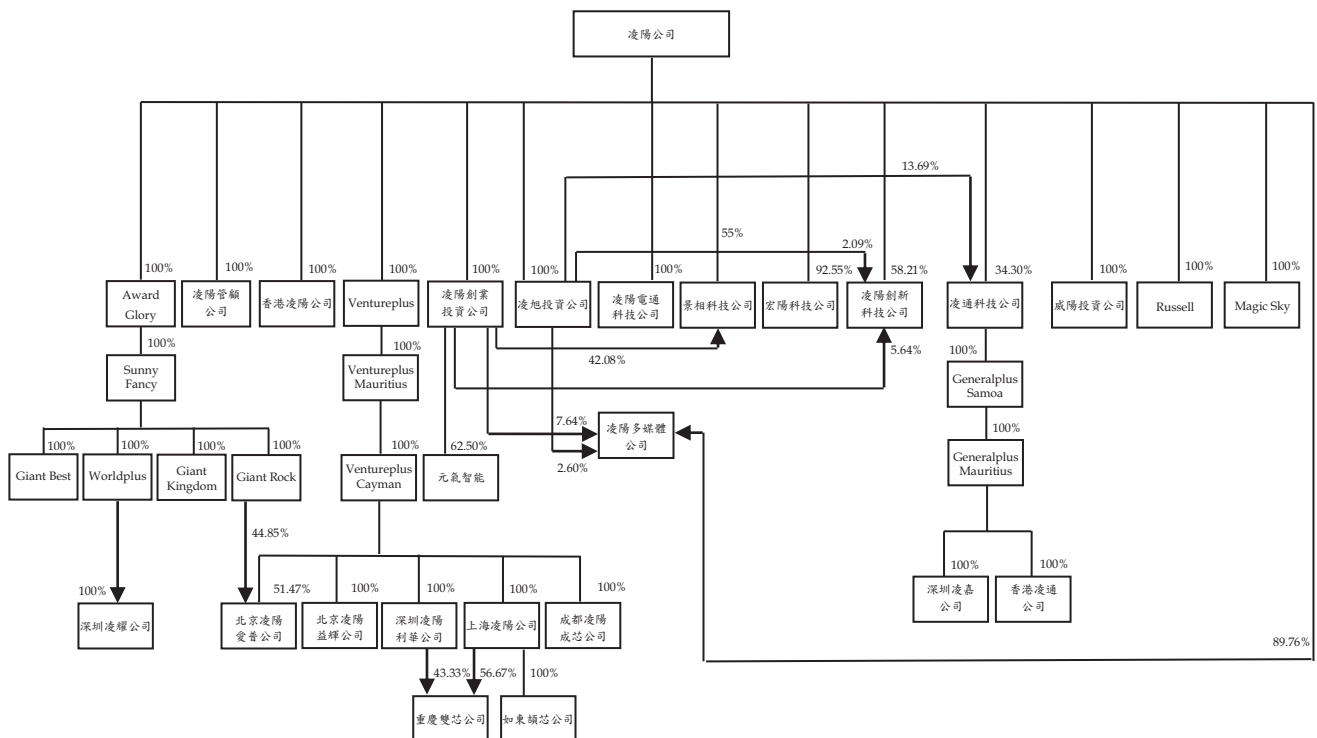 凌陽公司
13.69%
55%
2.09%
100%
100%
100%
100%
100%
100%
100%
92.55%
58.21%
34.30%
100%
100%
100%
Award
Glory
凌陽管顧
公司
香港凌陽公司
Ventureplus
凌陽創業
投資公司
凌旭投資公司
凌陽電通
科技公司
景相科技公司
宏陽科技公司
凌陽創新
科技公司
凌通科技公司
威陽投資公司
Russell
Magic Sky
100%
100%
42.08%
5.64%
100%
Sunny
Fancy
Ventureplus
Mauritius
Generalplus
Samoa
7.64%
凌陽多媒體
公司
2.60%
100%
100%
100%
100%
100%
100%
62.50%
Giant Best
Worldplus
Giant
Kingdom
Giant Rock
Ventureplus
Cayman
元氣智能
Generalplus
Mauritius
44.85%
100%
51.47%
100%
100%
100%
100%
100%
100%
深圳凌耀公司
北京凌陽
愛普公司
北京凌陽
益輝公司
深圳凌陽
利華公司
上海凌陽公司
成都凌陽
成芯公司
深圳凌嘉
公司
香港凌通
公司
89.76%
43.33%
56.67%
100%
重慶雙芯公司
如東頡芯公司